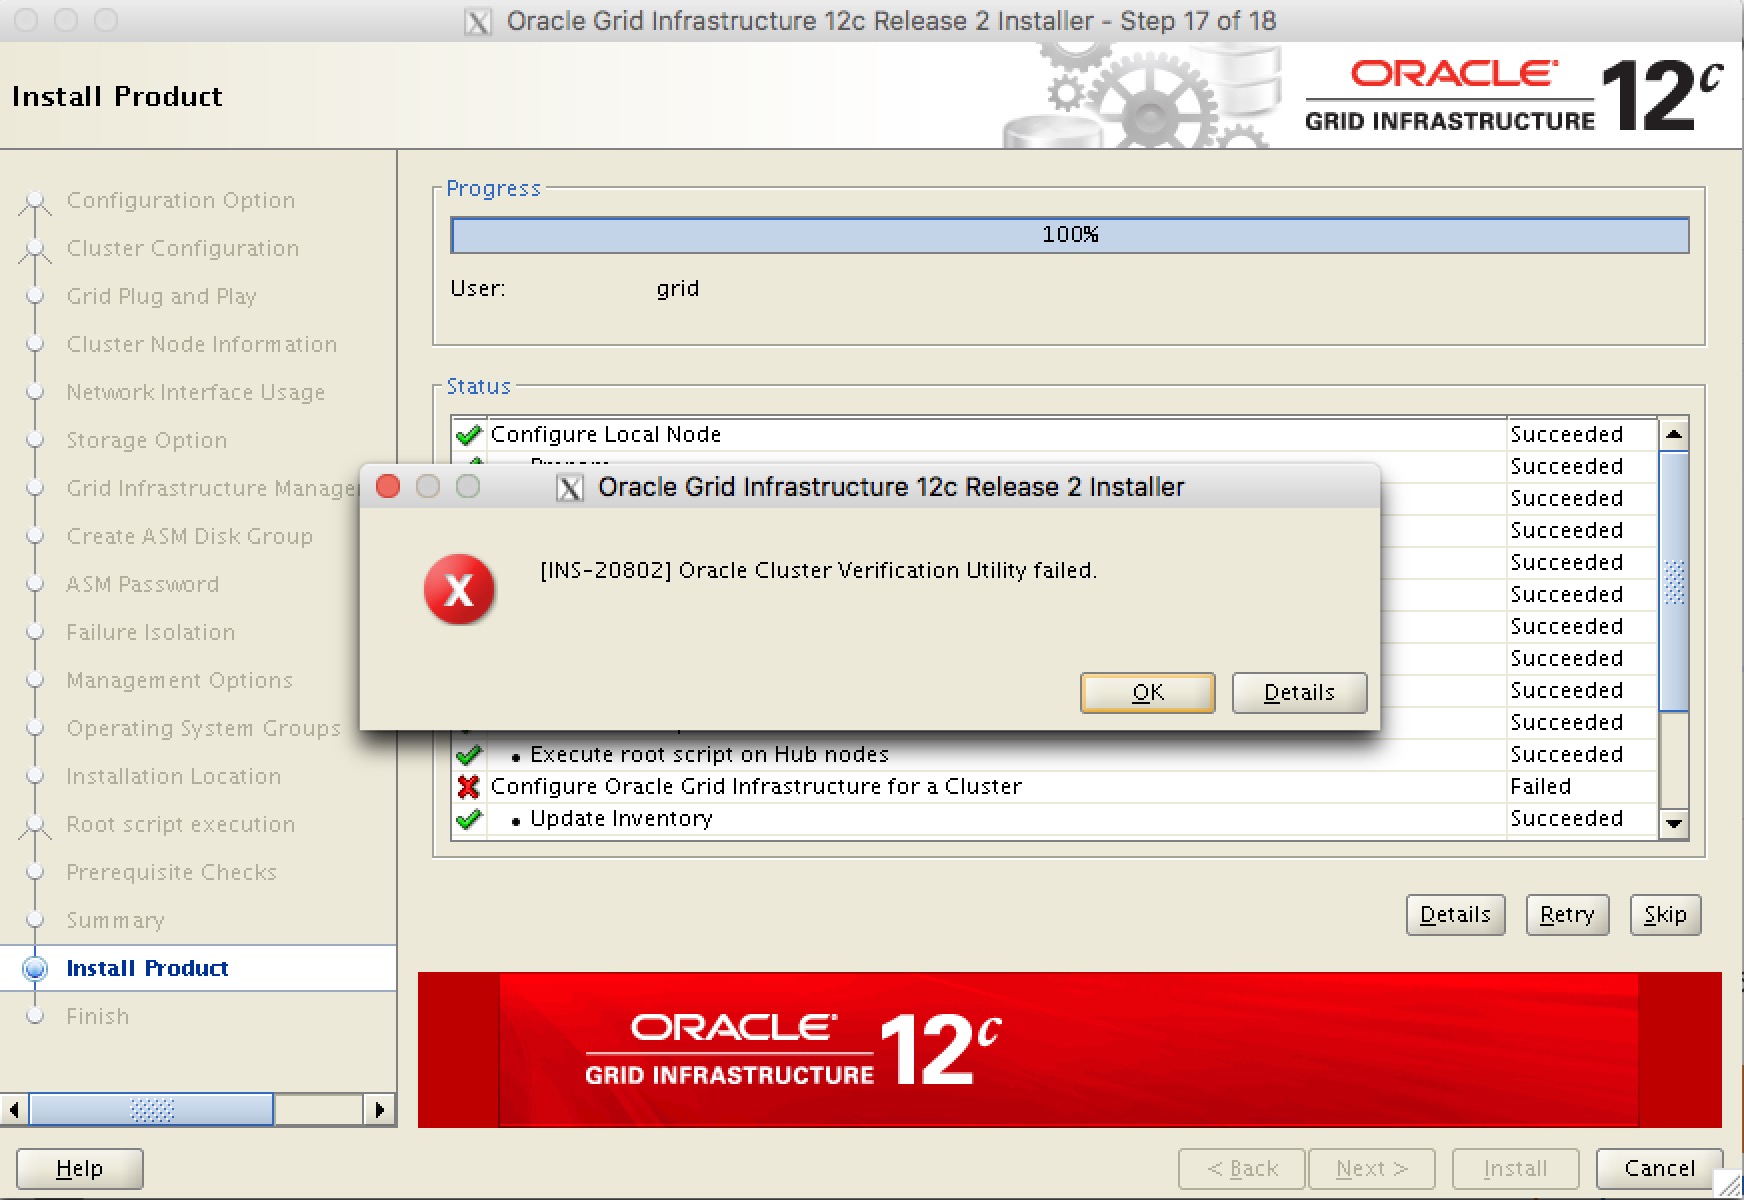 Oracle Grid Infrastructure 12c Release 2 Installer - Step 17 of 18
Install Product
ORACLE
GRID INFRASTRUCTURE 12c
Configuration Option
Cluster Configuration
Grid Plug and Play
Cluster Node Information
Network Interface Usage
Storage Option
Grid Infrastructure Manage
Create ASM Disk Group
ASM Password
Failure Isolation
Management Options
Operating System Groups
Installation Location
Root script execution
Prerequisite Checks
Summary
Install Product
Finish
Progress
100%
User: grid
Status
Configure Local Node Succeeded
Succeeded
Succeeded
Succeeded
Succeeded
Succeeded
Succeeded
Succeeded
Succeeded
Succeeded
• Execute root script on Hub nodes Succeeded
Configure Oracle Grid Infrastructure for a Cluster Failed
• Update Inventory Succeeded
Oracle Grid Infrastructure 12c Release 2 Installer
[INS-20802] Oracle Cluster Verification Utility failed.
OK Details
Details Retry Skip
ORACLE
GRID INFRASTRUCTURE 12c
Help < Back Next > Install Cancel